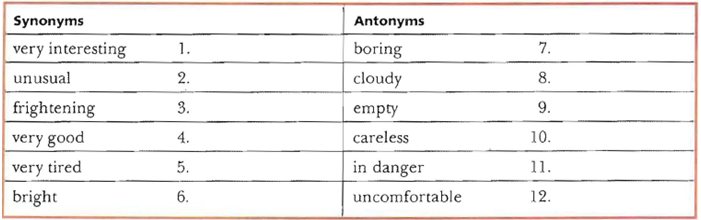 Synonyms Antonyms
very interesting 1. boring 7.
unusual 2. cloudy 8.
frightening 3. empty 9.
very good 4. careless 10.
very tired 5. in danger 11.
bright 6. uncomfortable 12.